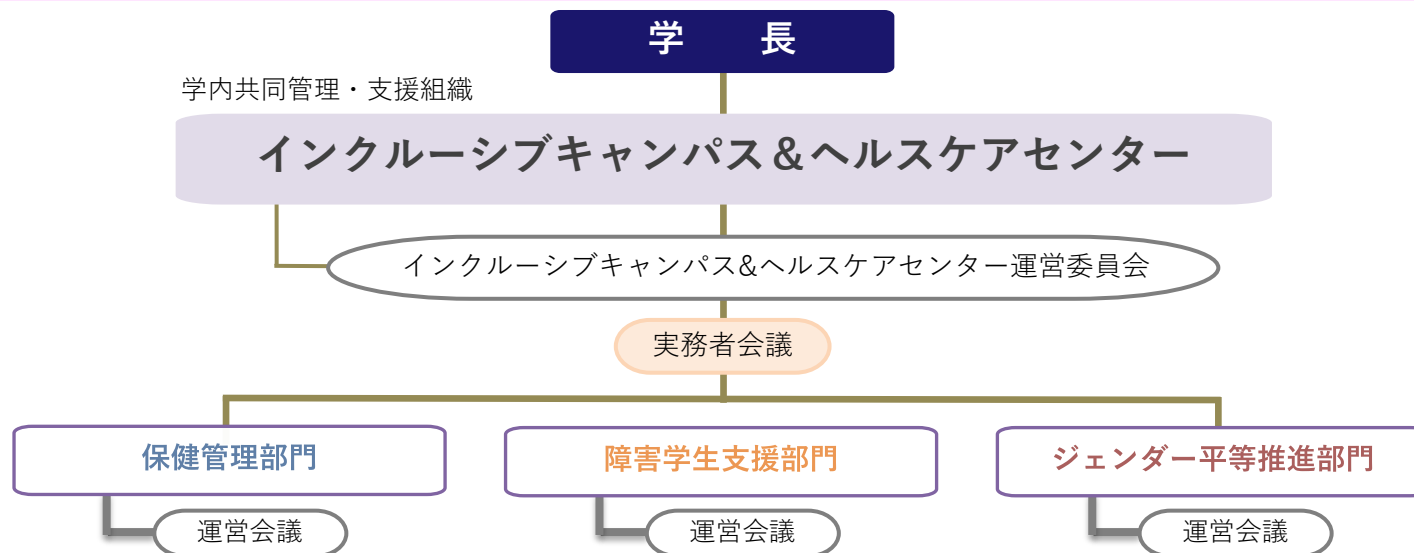 学　長
学内共同管理・支援組織
インクルーシブキャンパス＆ヘルスケアセンター
インクルーシブキャンパス&ヘルスケアセンター運営委員会
実務者会議
保健管理部門
障害学生支援部門
ジェンダー平等推進部門
運営会議
運営会議
運営会議